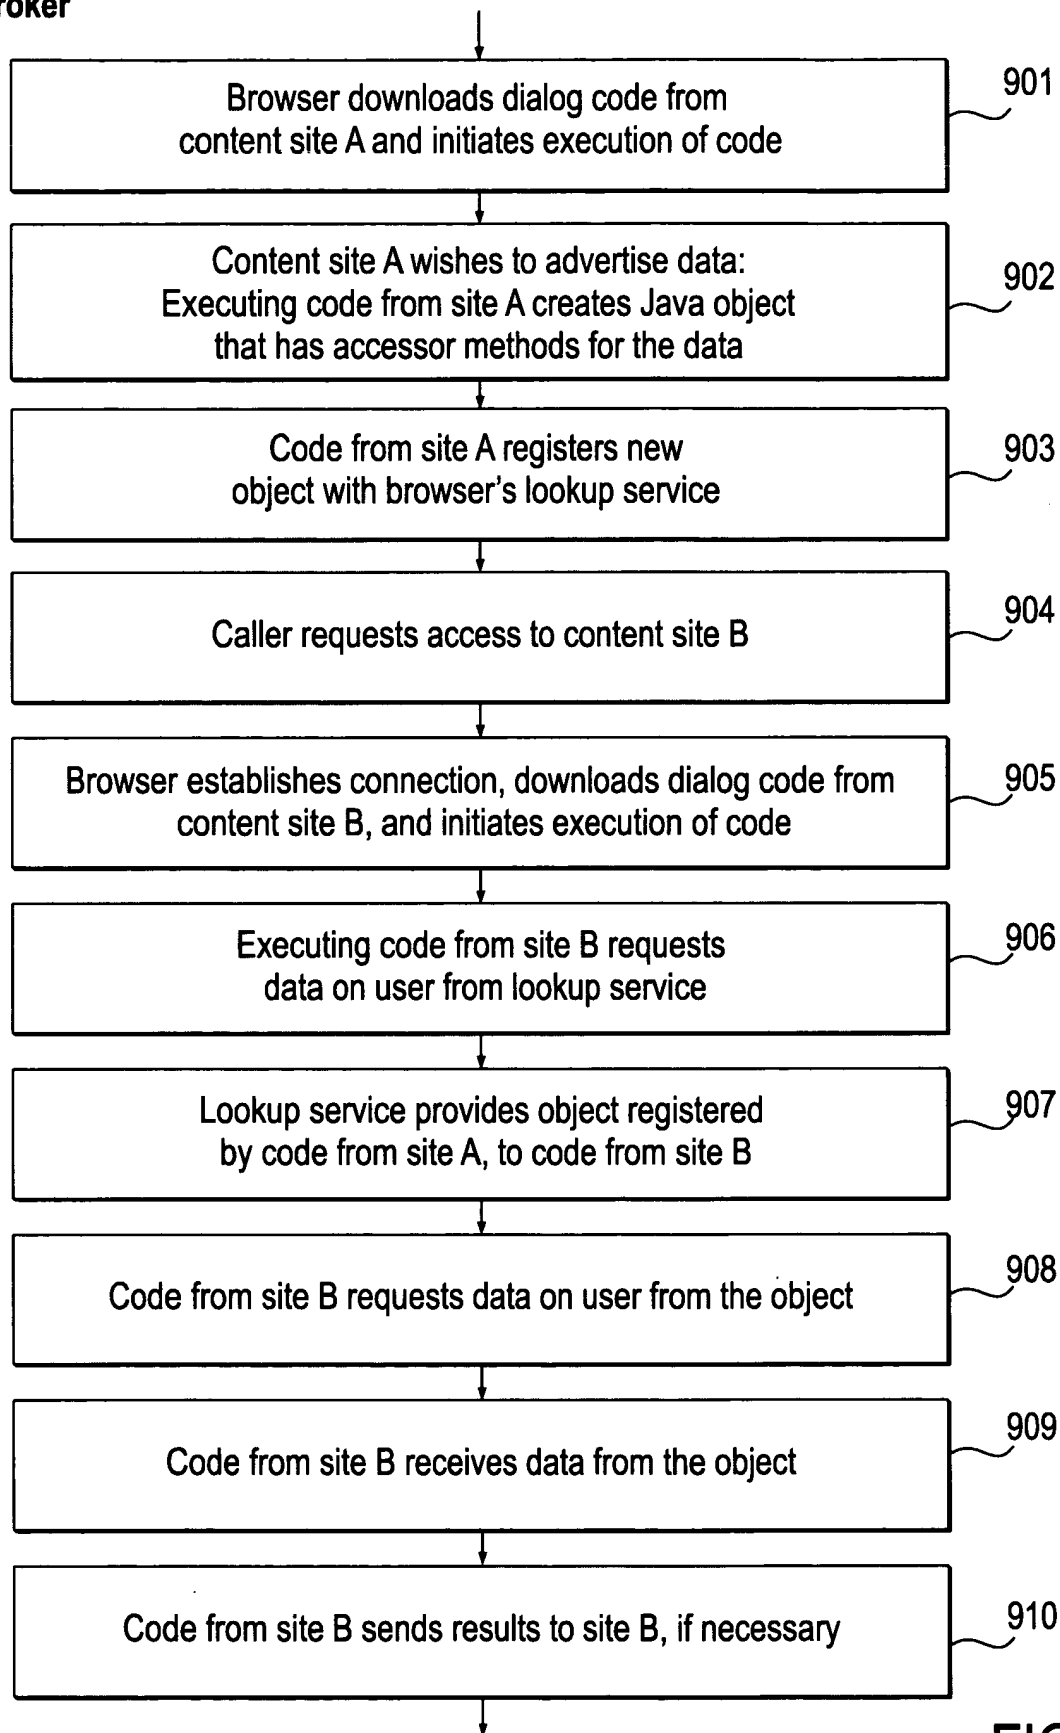 roker
Browser downloads dialog code from
content site A and initiates execution of code
901
Content site A wishes to advertise data:
Executing code from site A creates Java object
that has accessor methods for the data
902
Code from site A registers new
object with browser's lookup service
903
Caller requests access to content site B
904
Browser establishes connection, downloads dialog code from
content site B, and initiates execution of code
905
Executing code from site B requests
data on user from lookup service
906
Lookup service provides object registered
by code from site A, to code from site B
907
Code from site B requests data on user from the object
908
Code from site B receives data from the object
909
Code from site B sends results to site B, if necessary
910